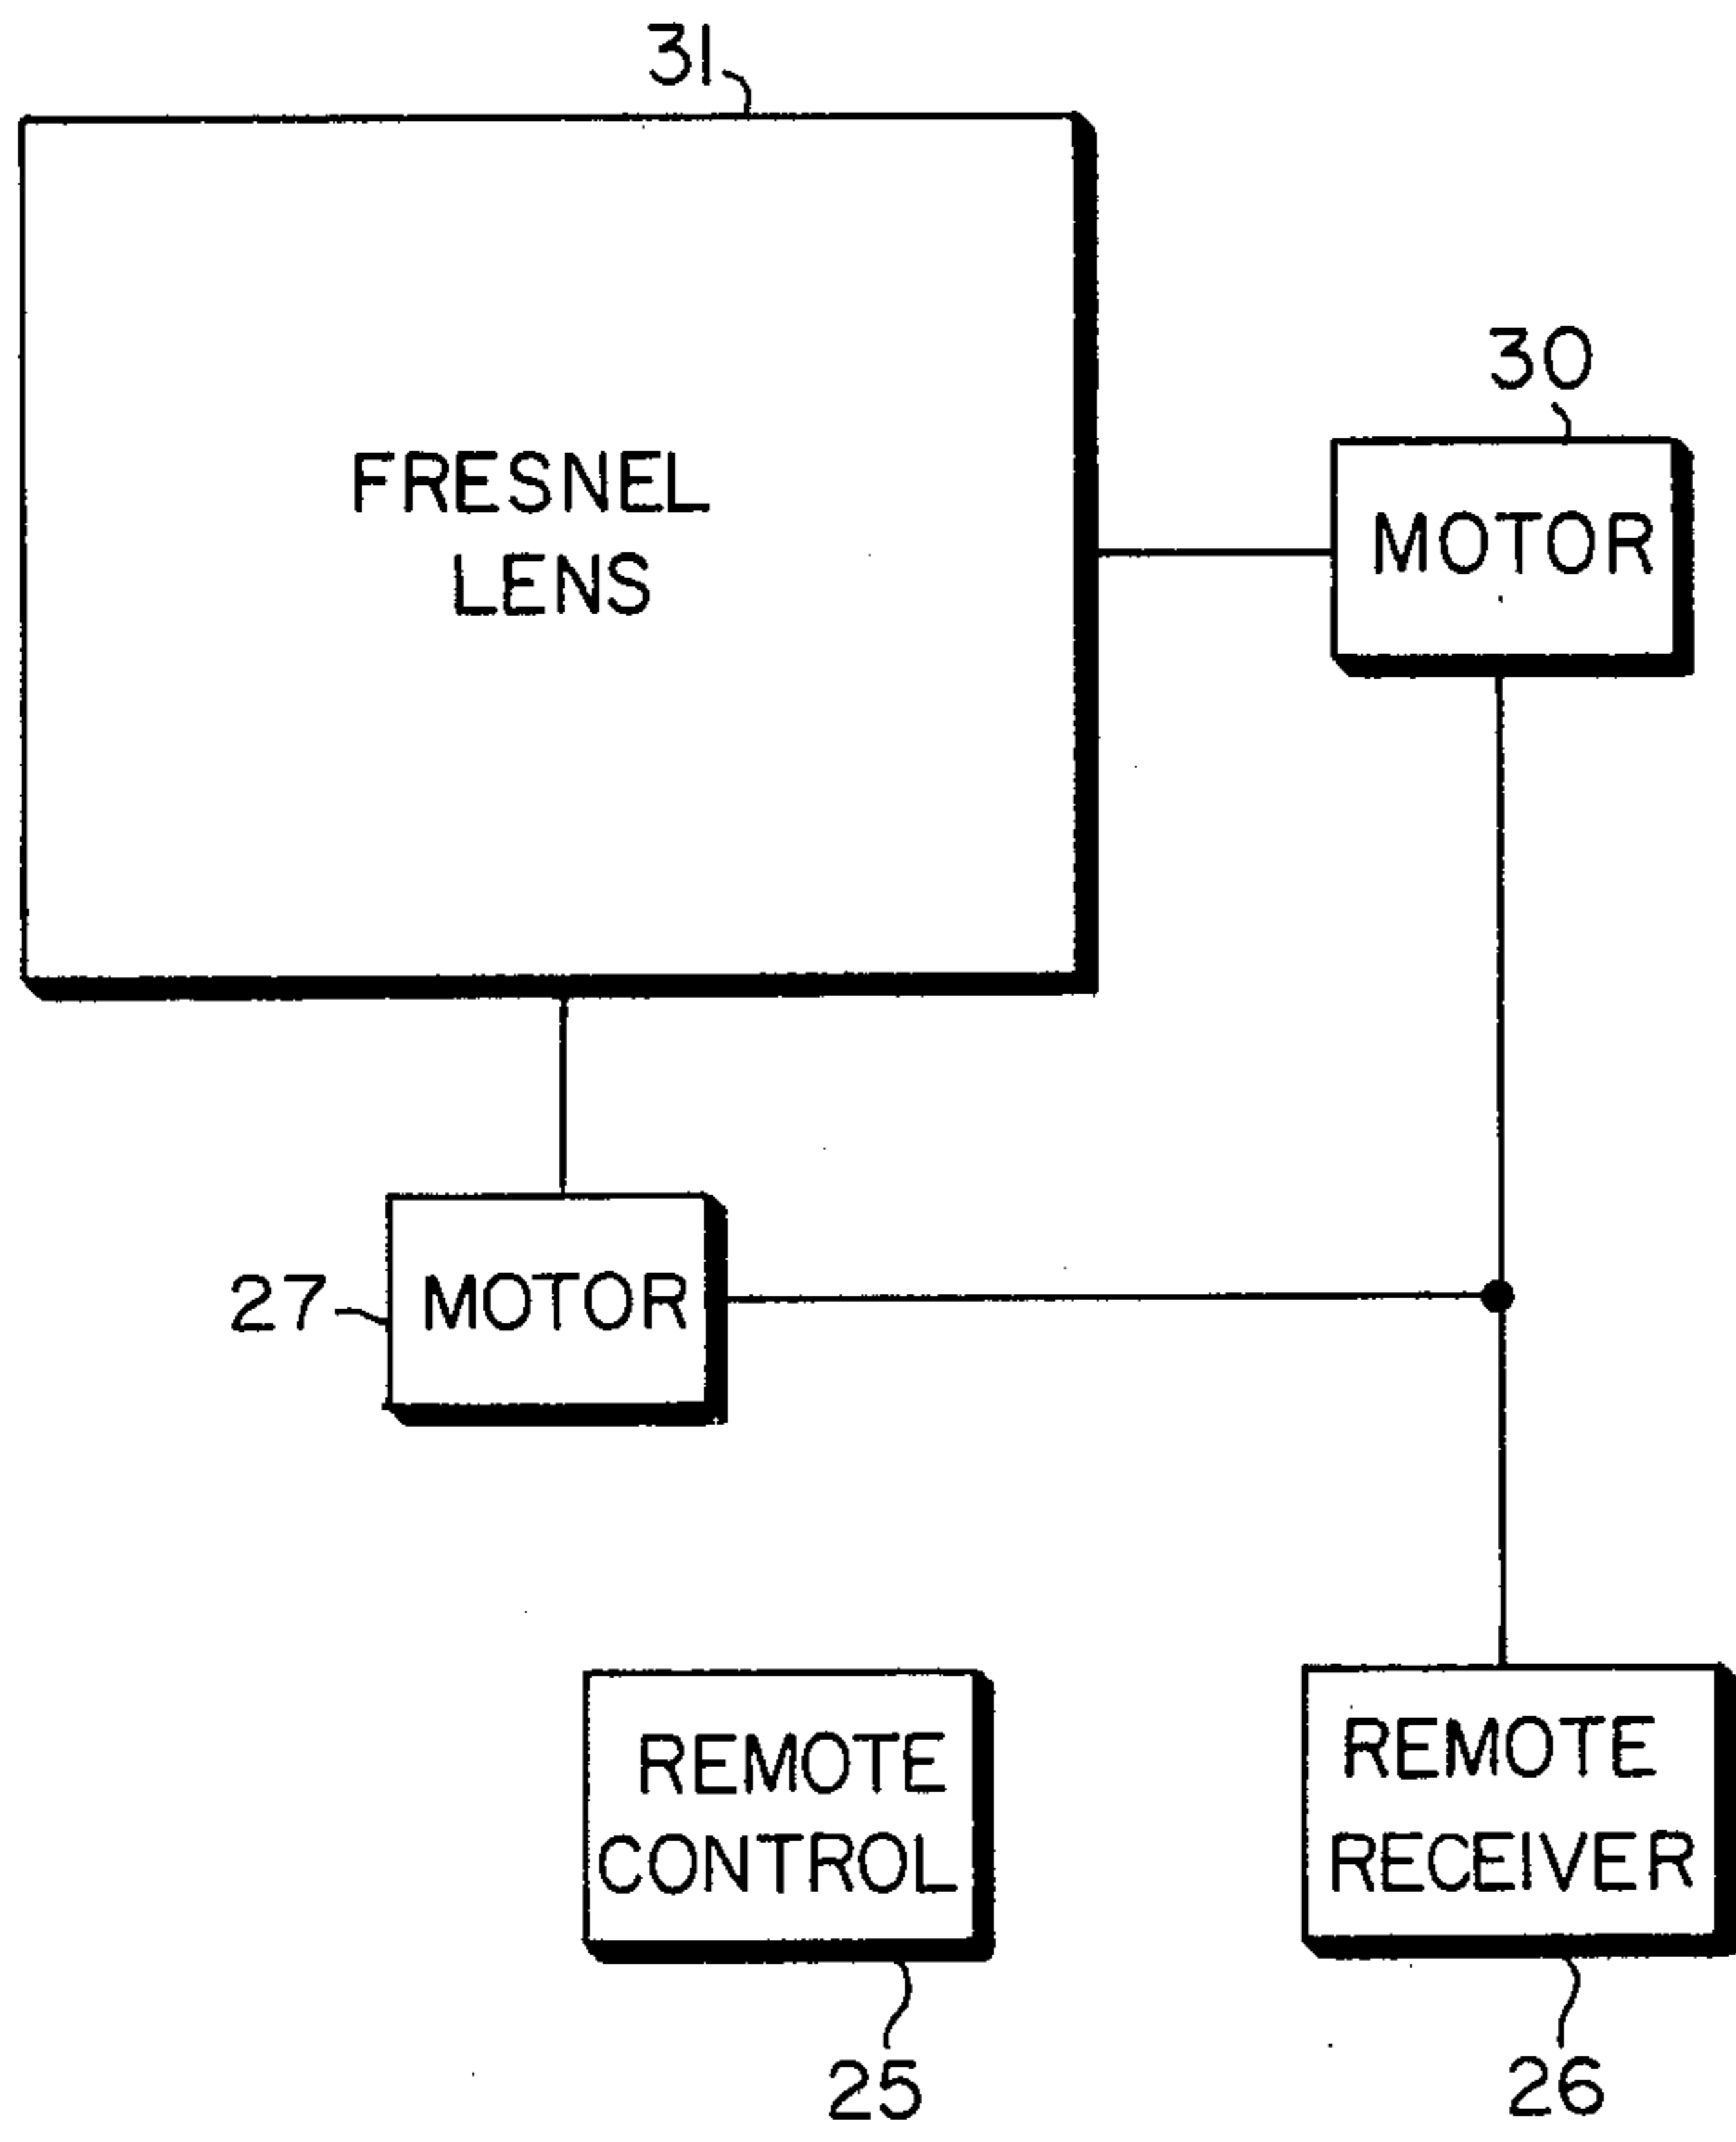 31
FRESNEL
LENS
30
MOTOR
27
MOTOR
REMOTE
CONTROL
REMOTE
RECEIVER
25
26